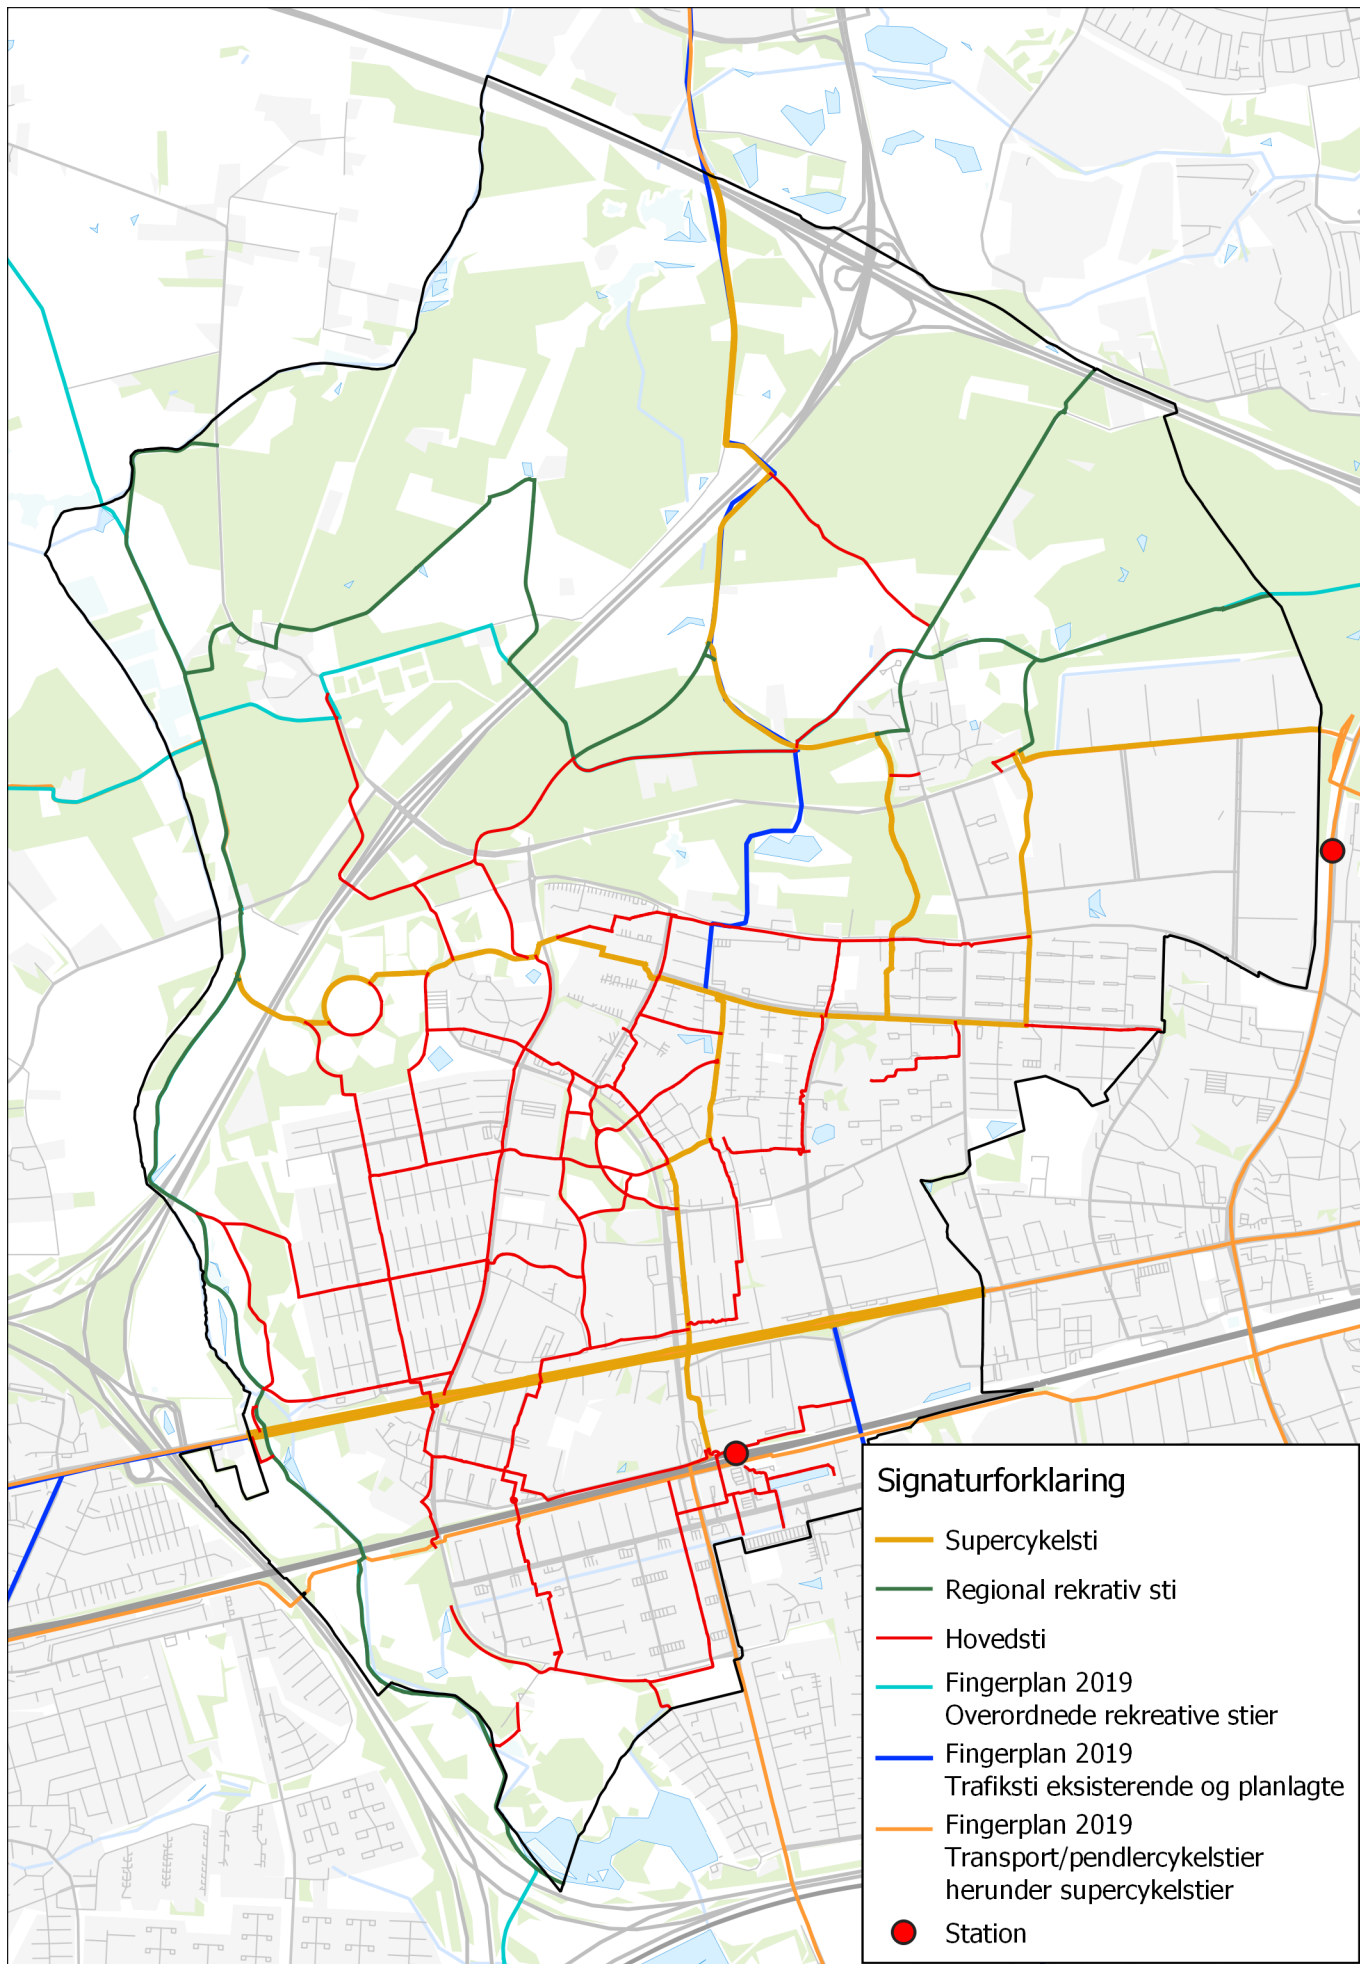 Signaturforklaring
Supercykelsti
Regional rekrativ sti
Hovedsti
Fingerplan 2019
Overordnede rekreative stier
Fingerplan 2019
Trafiksti eksisterende og planlagte
Fingerplan 2019
Transport/pendlercykelstier
herunder supercykelstier
Station